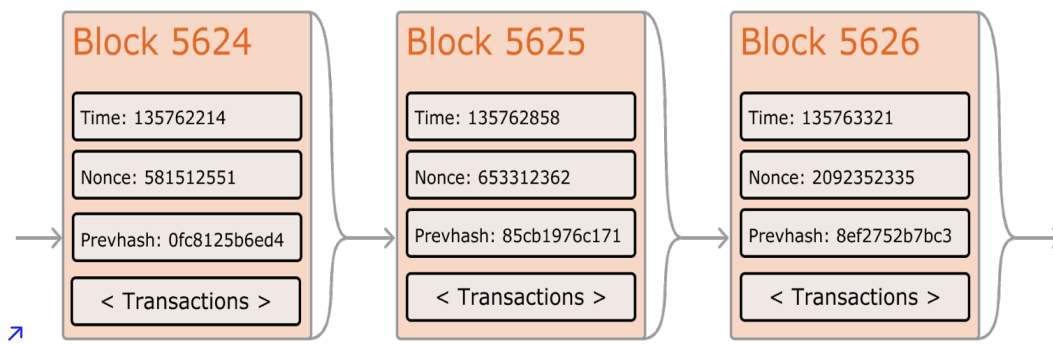 Block 5624
Time: 135762214
Nonce: 581512551
Prevhash: 0fc8125b6ed4
< Transactions >
Block 5625
Time: 135762858
Nonce: 653312362
Prevhash: 85cb1976c171
< Transactions >
Block 5626
Time: 135763321
Nonce: 2092352335
Prevhash: 8ef2752b7bc3
< Transactions >